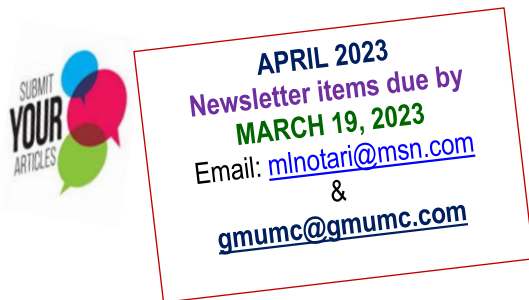 SUBMIT
YOUR
ARTICLES
APRIL 2023
Newsletter items due by
MARCH 19, 2023
Email: mlnotari@msn.com
&
gmumc@gmumc.com